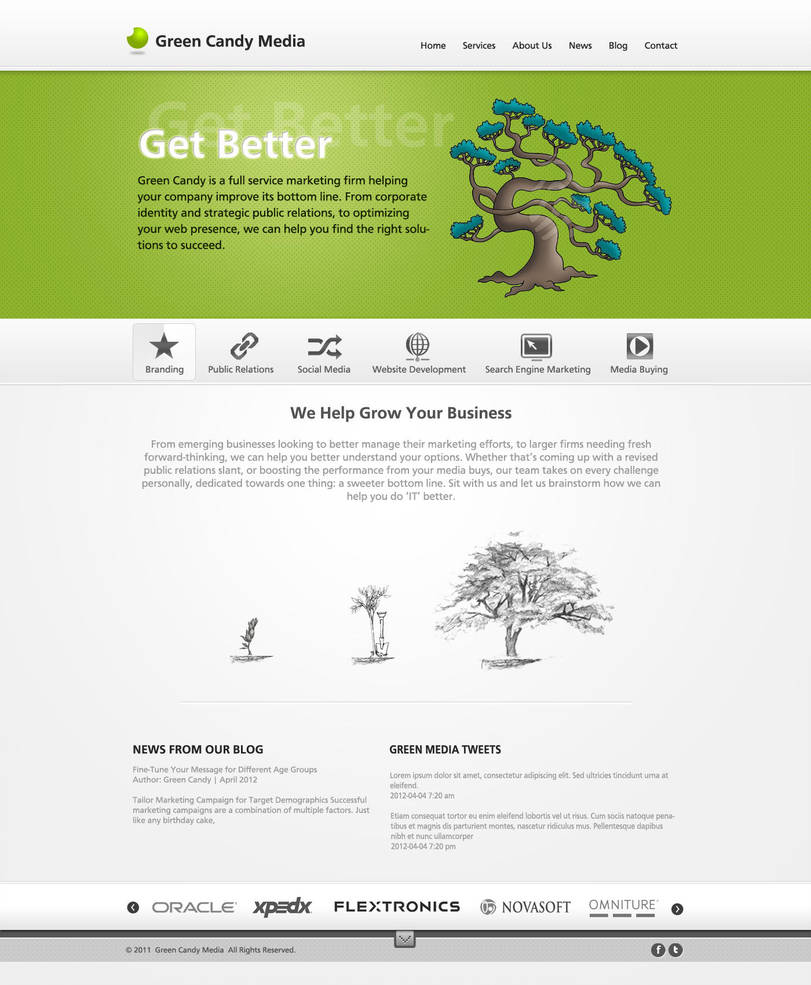 Green Candy Media
Home Services About Us News Blog Contact
Get Better
Get Better
Green Candy is a full service marketing firm helping
your company improve its bottom line. From corporate
identity and strategic public relations, to optimizing
your web presence, we can help you find the right solu-
tions to succeed.
Branding Public Relations Social Media Website Development Search Engine Marketing Media Buying
We Help Grow Your Business
From emerging businesses looking to better manage their marketing efforts, to larger firms needing fresh
forward-thinking, we can help you better understand your options. Whether that's coming up with a revised
public relations slant, or boosting the performance from your media buys, our team takes on every challenge
personally, dedicated towards one thing: a sweeter bottom line. Sit with us and let us brainstorm how we can
help you do 'IT' better.
NEWS FROM OUR BLOG
Fine-Tune Your Message for Different Age Groups
Author: Green Candy | April 2012
Tailor Marketing Campaign for Target Demographics Successful
marketing campaigns are a combination of multiple factors. Just
like any birthday cake,
GREEN MEDIA TWEETS
Lorem ipsum dolor sit amet, consectetur adipiscing elit. Sed ultricies tincidunt urna at
eleifend.
2012-04-04 7:20 am
Etiam consequat tortor eu enim eleifend lobortis vel ut risus. Cum sociis natoque pena-
tibus et magnis dis parturient montes, nascetur ridiculus mus. Pellentesque dapibus
nibh et nunc ullamcorper
2012-04-04 7:20 pm
ORACLE xpedx FLEXTRONICS NOVASOFT OMNITURE
© 2011 Green Candy Media All Rights Reserved.
f t